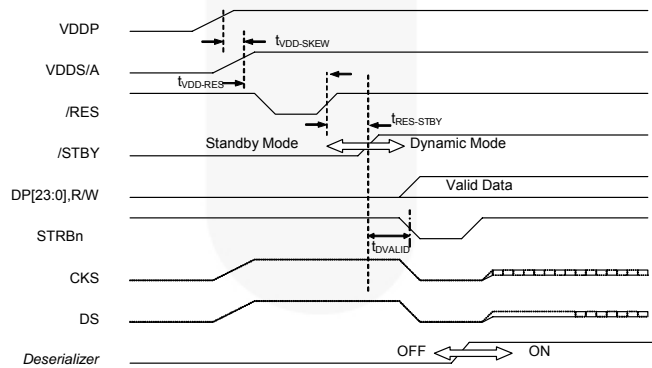 VDDP
tVDD-SKEW
VDDS/A
tVDD-RES
/RES
tRES-STBY
Standby Mode
Dynamic Mode
/STBY
Valid Data
DP[23:0],R/W
STRBn
tDVALID
CKS
DS
OFF
ON
Deserializer